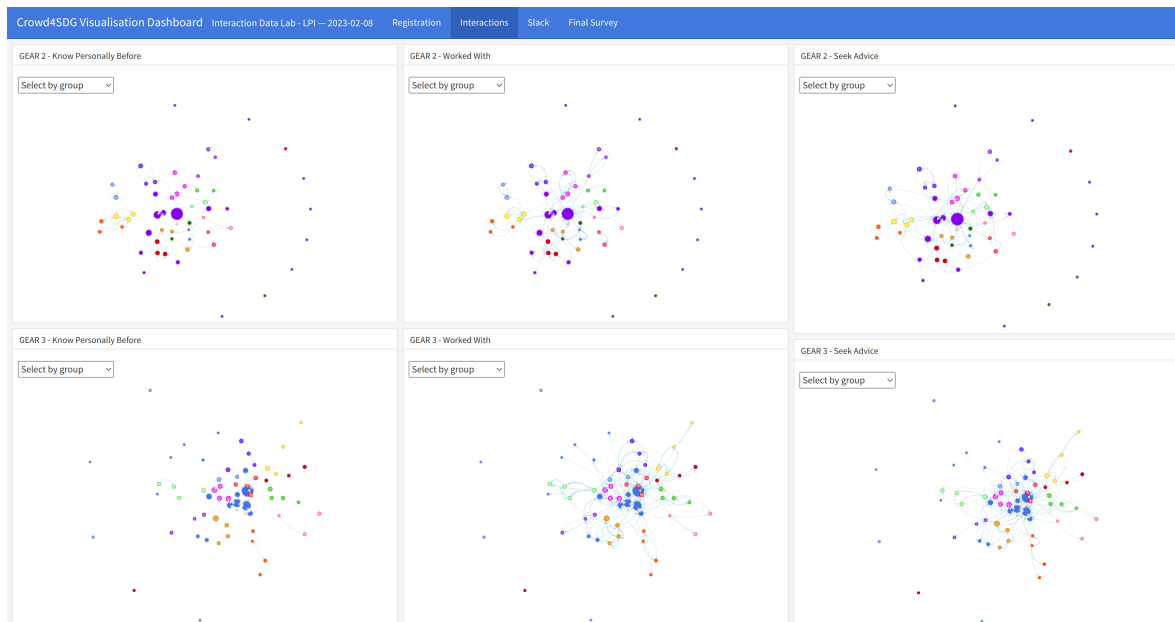 Crowd4SDG Visualisation Dashboard Interaction Data Lab - LPI — 2023-02-08 Registration Interactions Slack Final Survey
GEAR 2 - Know Personally Before
Select by group
GEAR 2 - Worked With
Select by group
GEAR 2 - Seek Advice
Select by group
GEAR 3 - Know Personally Before
Select by group
GEAR 3 - Worked With
Select by group
GEAR 3 - Seek Advice
Select by group